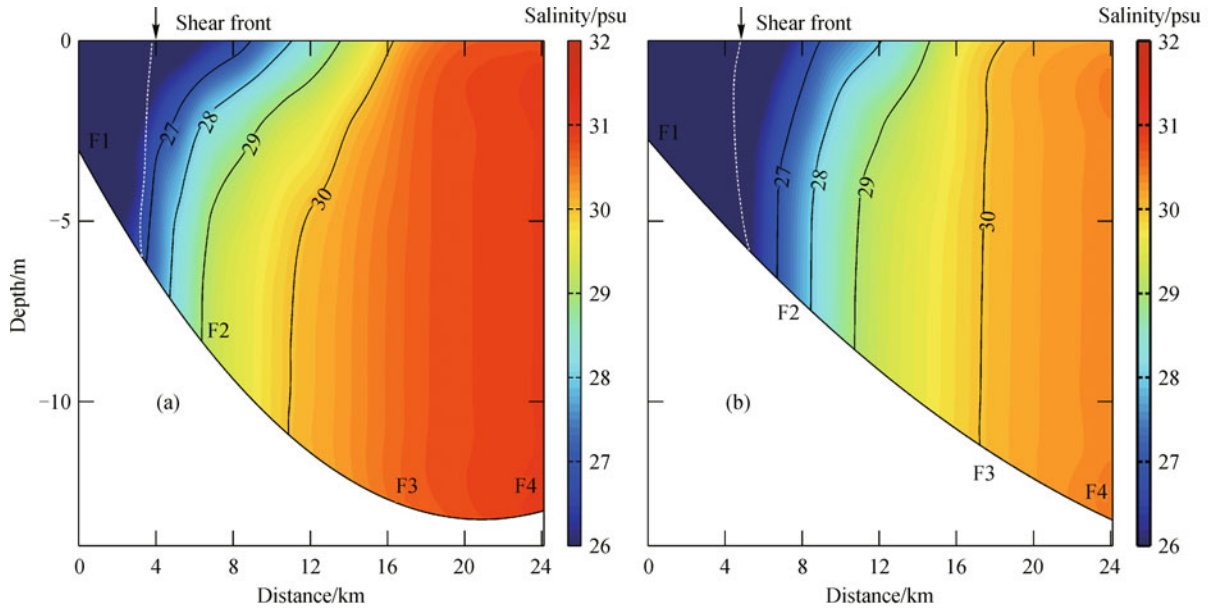 Shear front
Salinity/psu
0
−5
−10
Depth/m
F1
F2
F3
F4
27
28
29
30
(a)
0
4
8
12
16
20
24
Distance/km
32
31
30
29
28
27
26
Shear front
Salinity/psu
F1
F2
F3
F4
27
28
29
30
(b)
0
4
8
12
16
20
24
Distance/km
32
31
30
29
28
27
26